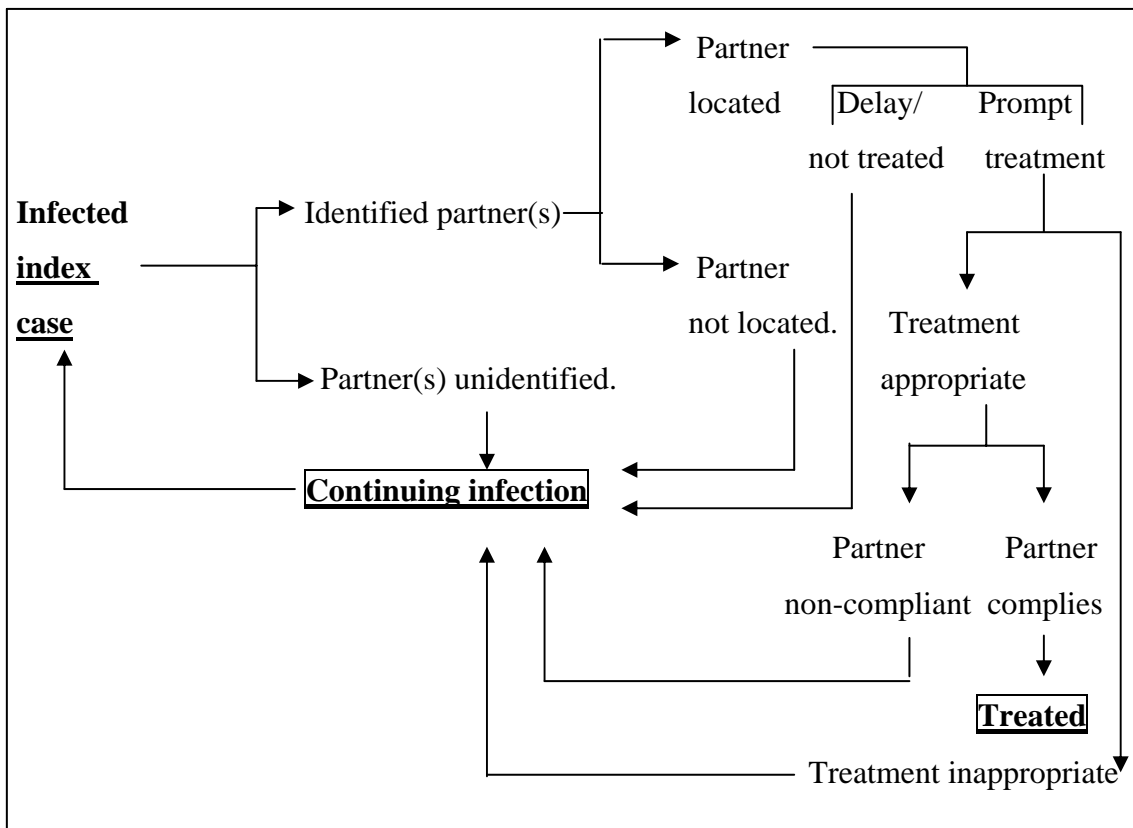 Partner
located
Delay/
not treated
Prompt
treatment
Infected
index
case
Identified partner(s)
Partner
not located.
Treatment
appropriate
Partner(s) unidentified.
Continuing infection
Partner
non-compliant
Partner
complies
Treated
Treatment inappropriate